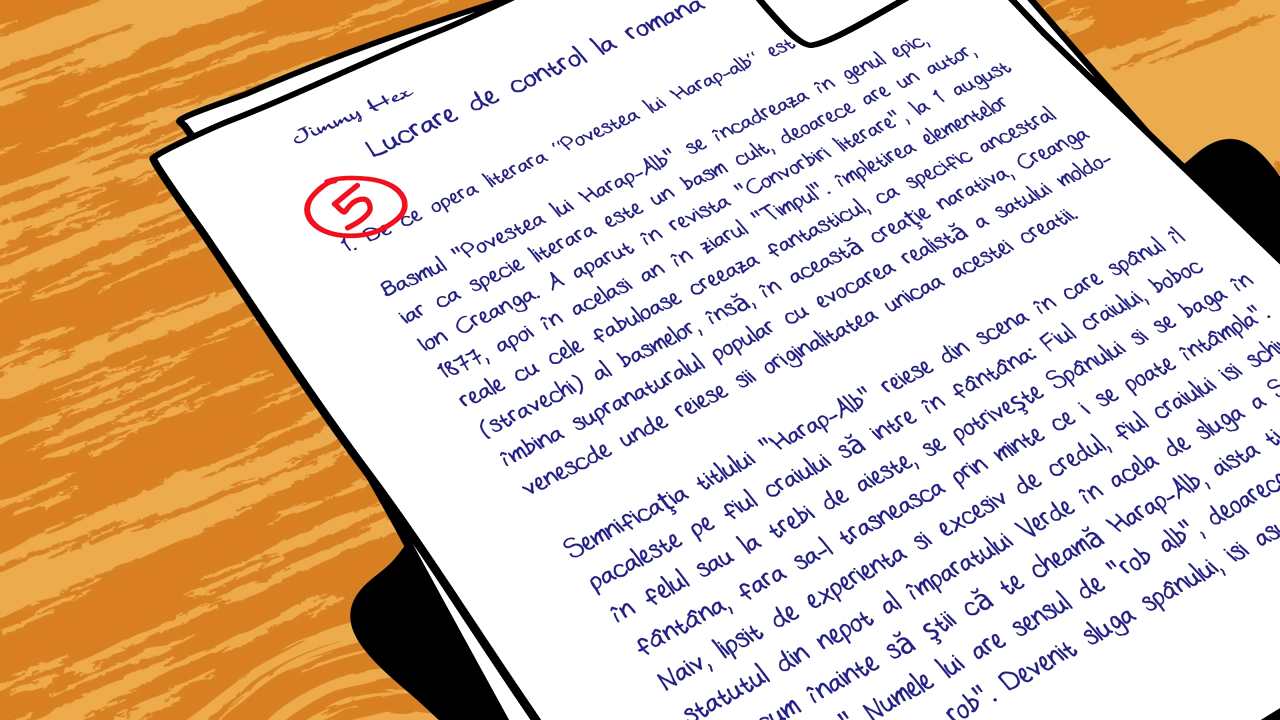 Jimmy Hex
Lucrare de control la romana
5
1. De ce opera literara "Povestea lui Harap-alb" est
Basmul "Povestea lui Harap-Alb" se încadreaza în genul epic,
iar ca specie literara este un basm cult, deoarece are un autor,
Ion Creanga. A aparut în revista "Convorbiri literare", la 1 august
1877, apoi în acelasi an în ziarul "Timpul". împletirea elementelor
reale cu cele fabuloase creeaza fantasticul, ca specific ancestral
(stravechi) al basmelor, însă, în această creaţie narativa, Creanga
îmbina supranaturalul popular cu evocarea realistă a satului moldo-
venescde unde reiese sii originalitatea unicaa acestei creatii.
Semnificaţia titlului "Harap-Alb" reiese din scena în care spânul îl
pacaleste pe fiul craiului să intre în fântâna: Fiul craiului, boboc
în felul sau la trebi de aieste, se potriveşte Spânului si se baga în
fântâna, fara sa-l trasneasca prin minte ce i se poate întâmpla".
Naiv, lipsit de experienta si excesiv de credul, fiul craiului isi schi
statutul din nepot al împaratului Verde în acela de sluga a S
cum înainte să ştii că te cheamă Harap-Alb, aista ti
". Numele lui are sensul de "rob alb", deoarece
rob". Devenit sluga spânului, isi asu